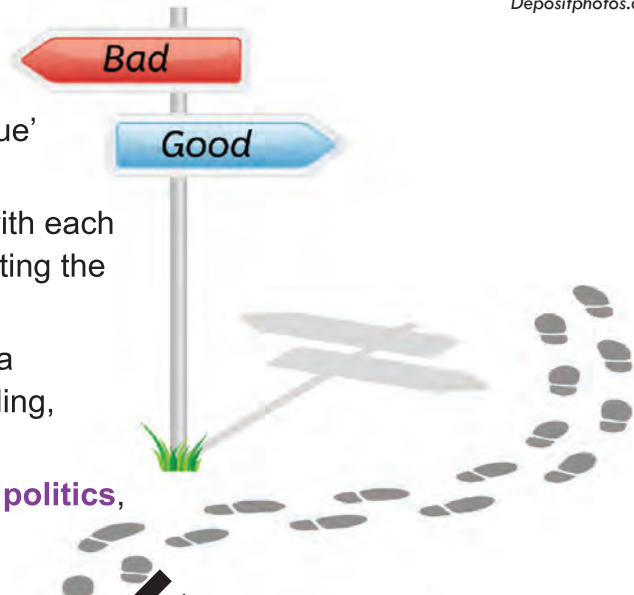 Depositphotos.c
Bad
ue'
Good
ith each
ting the
a
ling,
politics,